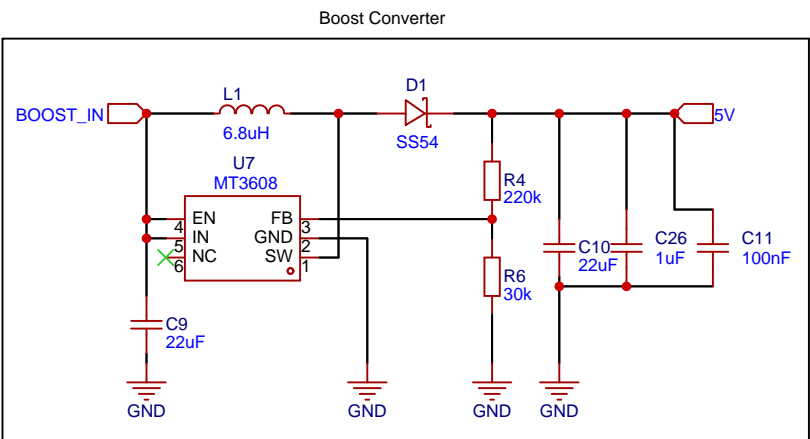 Boost Converter
BOOST_IN
L1
6.8uH
D1
SS54
5V
U7
MT3608
EN
4
IN
5
NC
6
FB
3
GND
2
SW
1
R4
220k
R6
30k
C10
22uF
C26
1uF
C11
100nF
C9
22uF
GND
GND
GND
GND